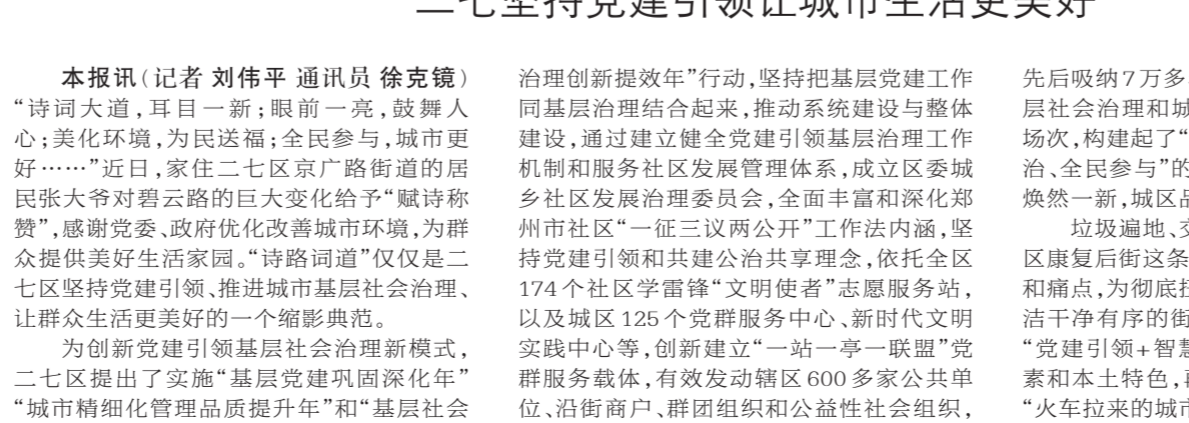 二七坚持党建引领让城市生活更美好
本报讯（记者 刘伟平 通讯员 徐克镜）
“诗词大道，耳目一新；眼前一亮，鼓舞人
心；美化环境，为民送福；全民参与，城市更
好……”近日，家住二七区京广路街道的居
民张大爷对碧云路的巨大变化给予“赋诗称
赞”，感谢党委、政府优化改善城市环境，为群
众提供美好生活家园。“诗路词道”仅仅是二
七区坚持党建引领、推进城市基层社会治理、
让群众生活更美好的一个缩影典范。
为创新党建引领基层社会治理新模式，
二七区提出了实施“基层党建巩固深化年”
“城市精细化管理品质提升年”和“基层社会
治理创新提效年”行动，坚持把基层党建工作
同基层治理结合起来，推动系统建设与整体
建设，通过建立健全党建引领基层治理工作
机制和服务社区发展管理体系，成立区委城
乡社区发展治理委员会，全面丰富和深化郑
州市社区“一征三议两公开”工作法内涵，坚
持党建引领和共建公治共享理念，依托全区
174个社区学雷锋“文明使者”志愿服务站，
以及城区125个党群服务中心、新时代文明
实践中心等，创新建立“一站一亭一联盟”党
群服务载体，有效发动辖区600多家公共单
位、沿街商户、群团组织和公益性社会组织，
先后吸纳7万多
层社会治理和城
场次，构建起了“
治、全民参与”的
焕然一新，城区品
垃圾遍地、交
区康复后街这条
和痛点，为彻底扭
洁干净有序的街
“党建引领+智慧
素和本土特色，再
“火车拉来的城市